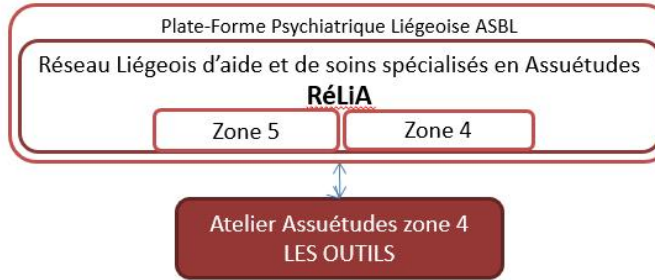 Plate-Forme Psychiatrique Liégeoise ASBL
Réseau Liégeois d'aide et de soins spécialisés en Assuétudes
RéLiA
Zone 5
Zone 4
Atelier Assuétudes zone 4
LES OUTILS